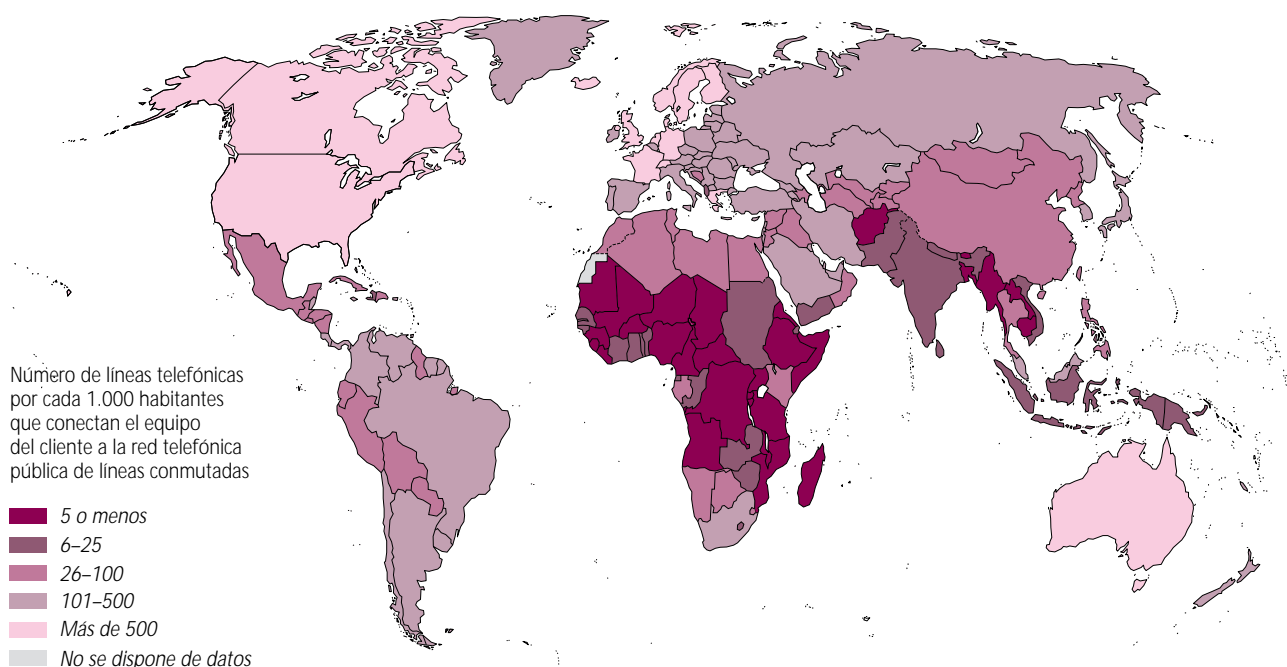 Número de líneas telefónicas
por cada 1.000 habitantes
que conectan el equipo
del cliente a la red telefónica
pública de líneas conmutadas
5 o menos
6–25
26–100
101–500
Más de 500
No se dispone de datos